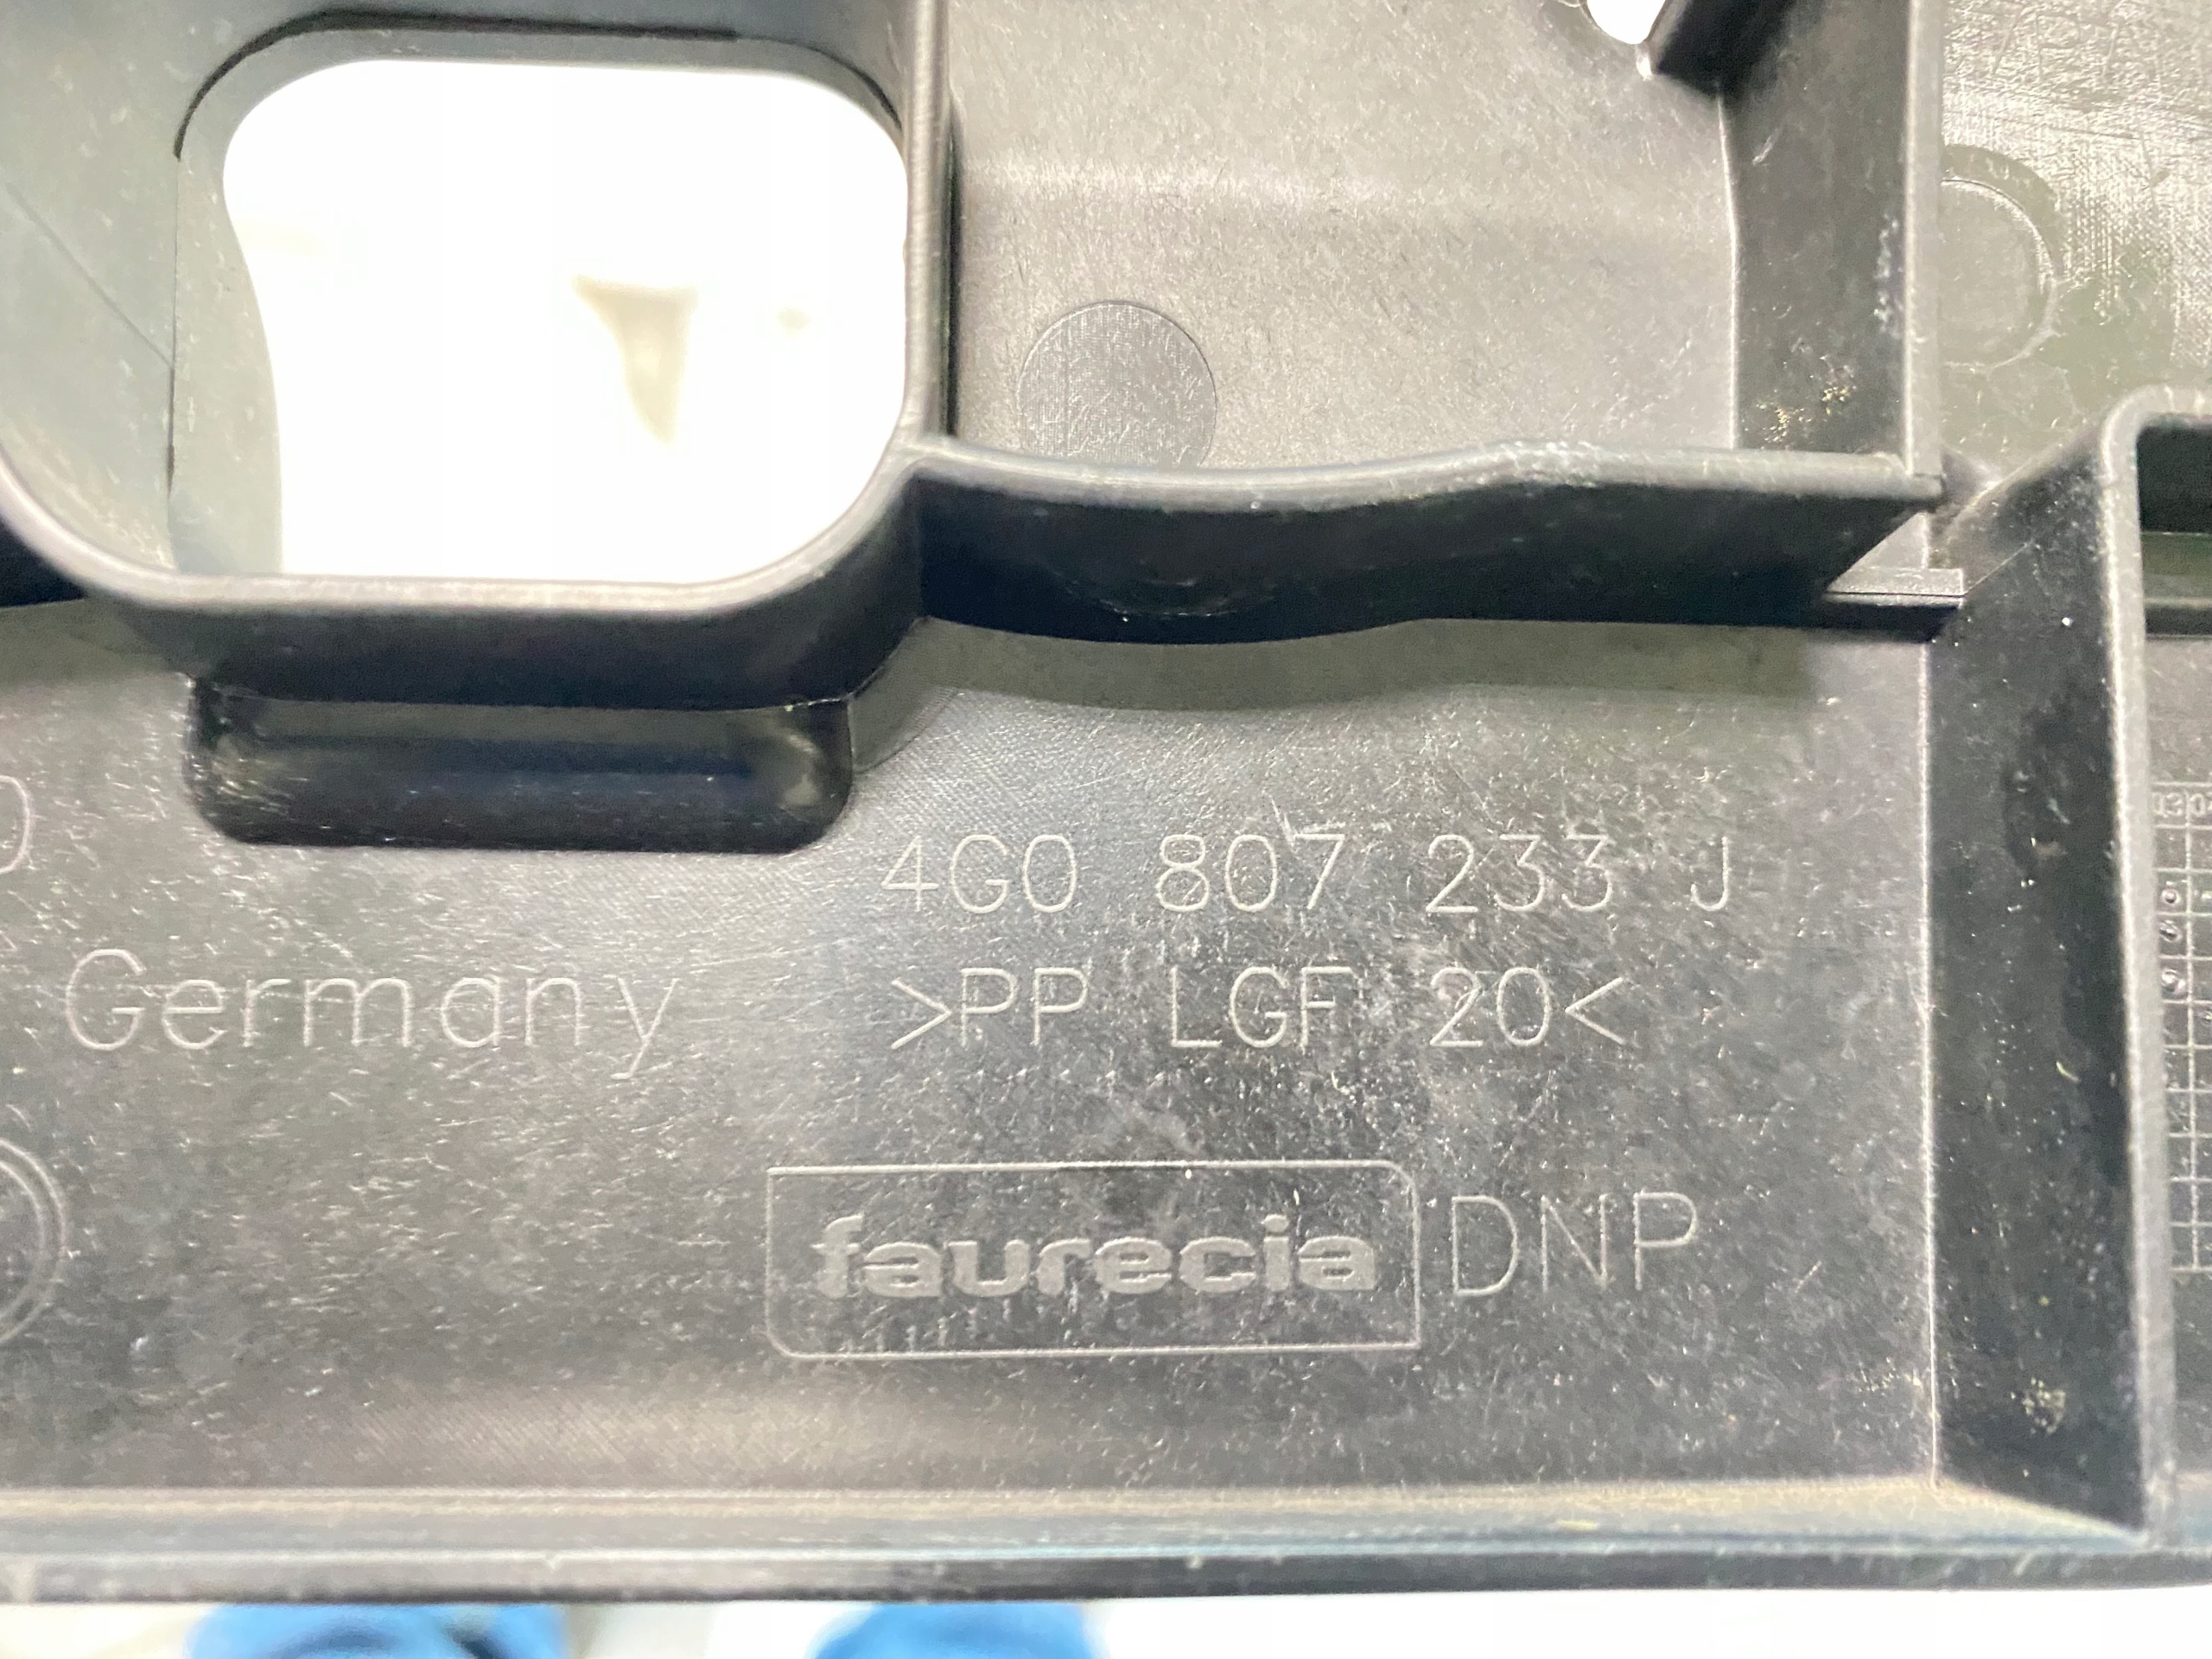 4G0 807 233 J
Germany >PP LGF 20<
faurecia DNP